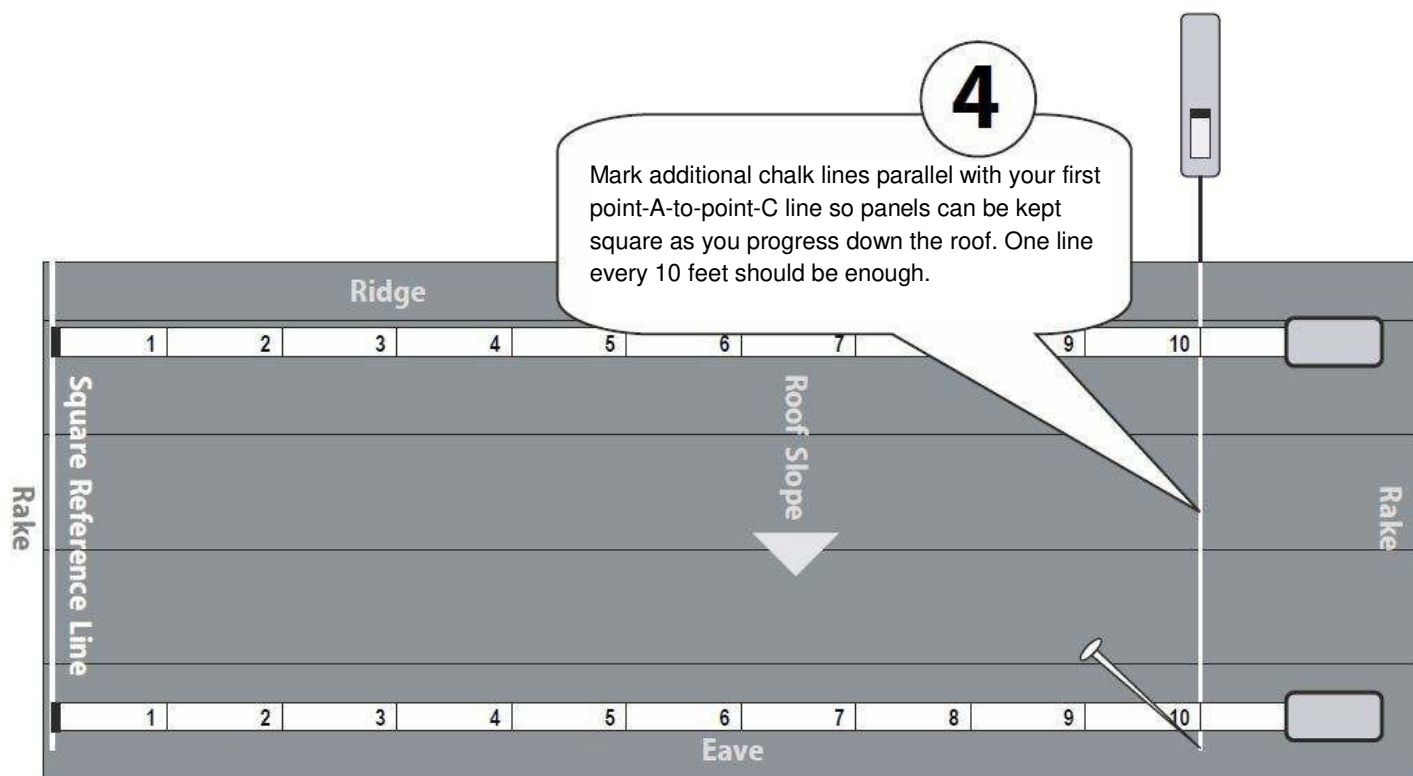 4
Mark additional chalk lines parallel with your first
point-A-to-point-C line so panels can be kept
square as you progress down the roof. One line
every 10 feet should be enough.
Ridge
1 2 3 4 5 6 7 9 10
Square Reference Line
Roof Slope
Rake
Rake
1 2 3 4 5 6 7 8 9 10
Eave